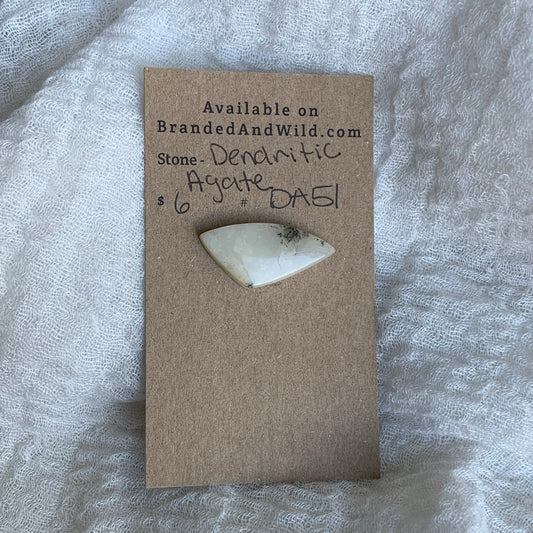 Available on
BrandedAndWild.com
Stone - Dendritic
Agate
$ 6 # DA51